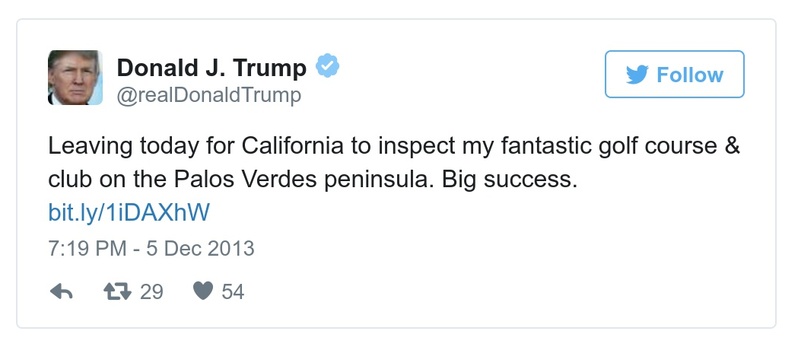 Donald J. Trump
@realDonaldTrump
Follow
Leaving today for California to inspect my fantastic golf course &
club on the Palos Verdes peninsula. Big success.
bit.ly/1iDAXhW
7:19 PM - 5 Dec 2013
29 54